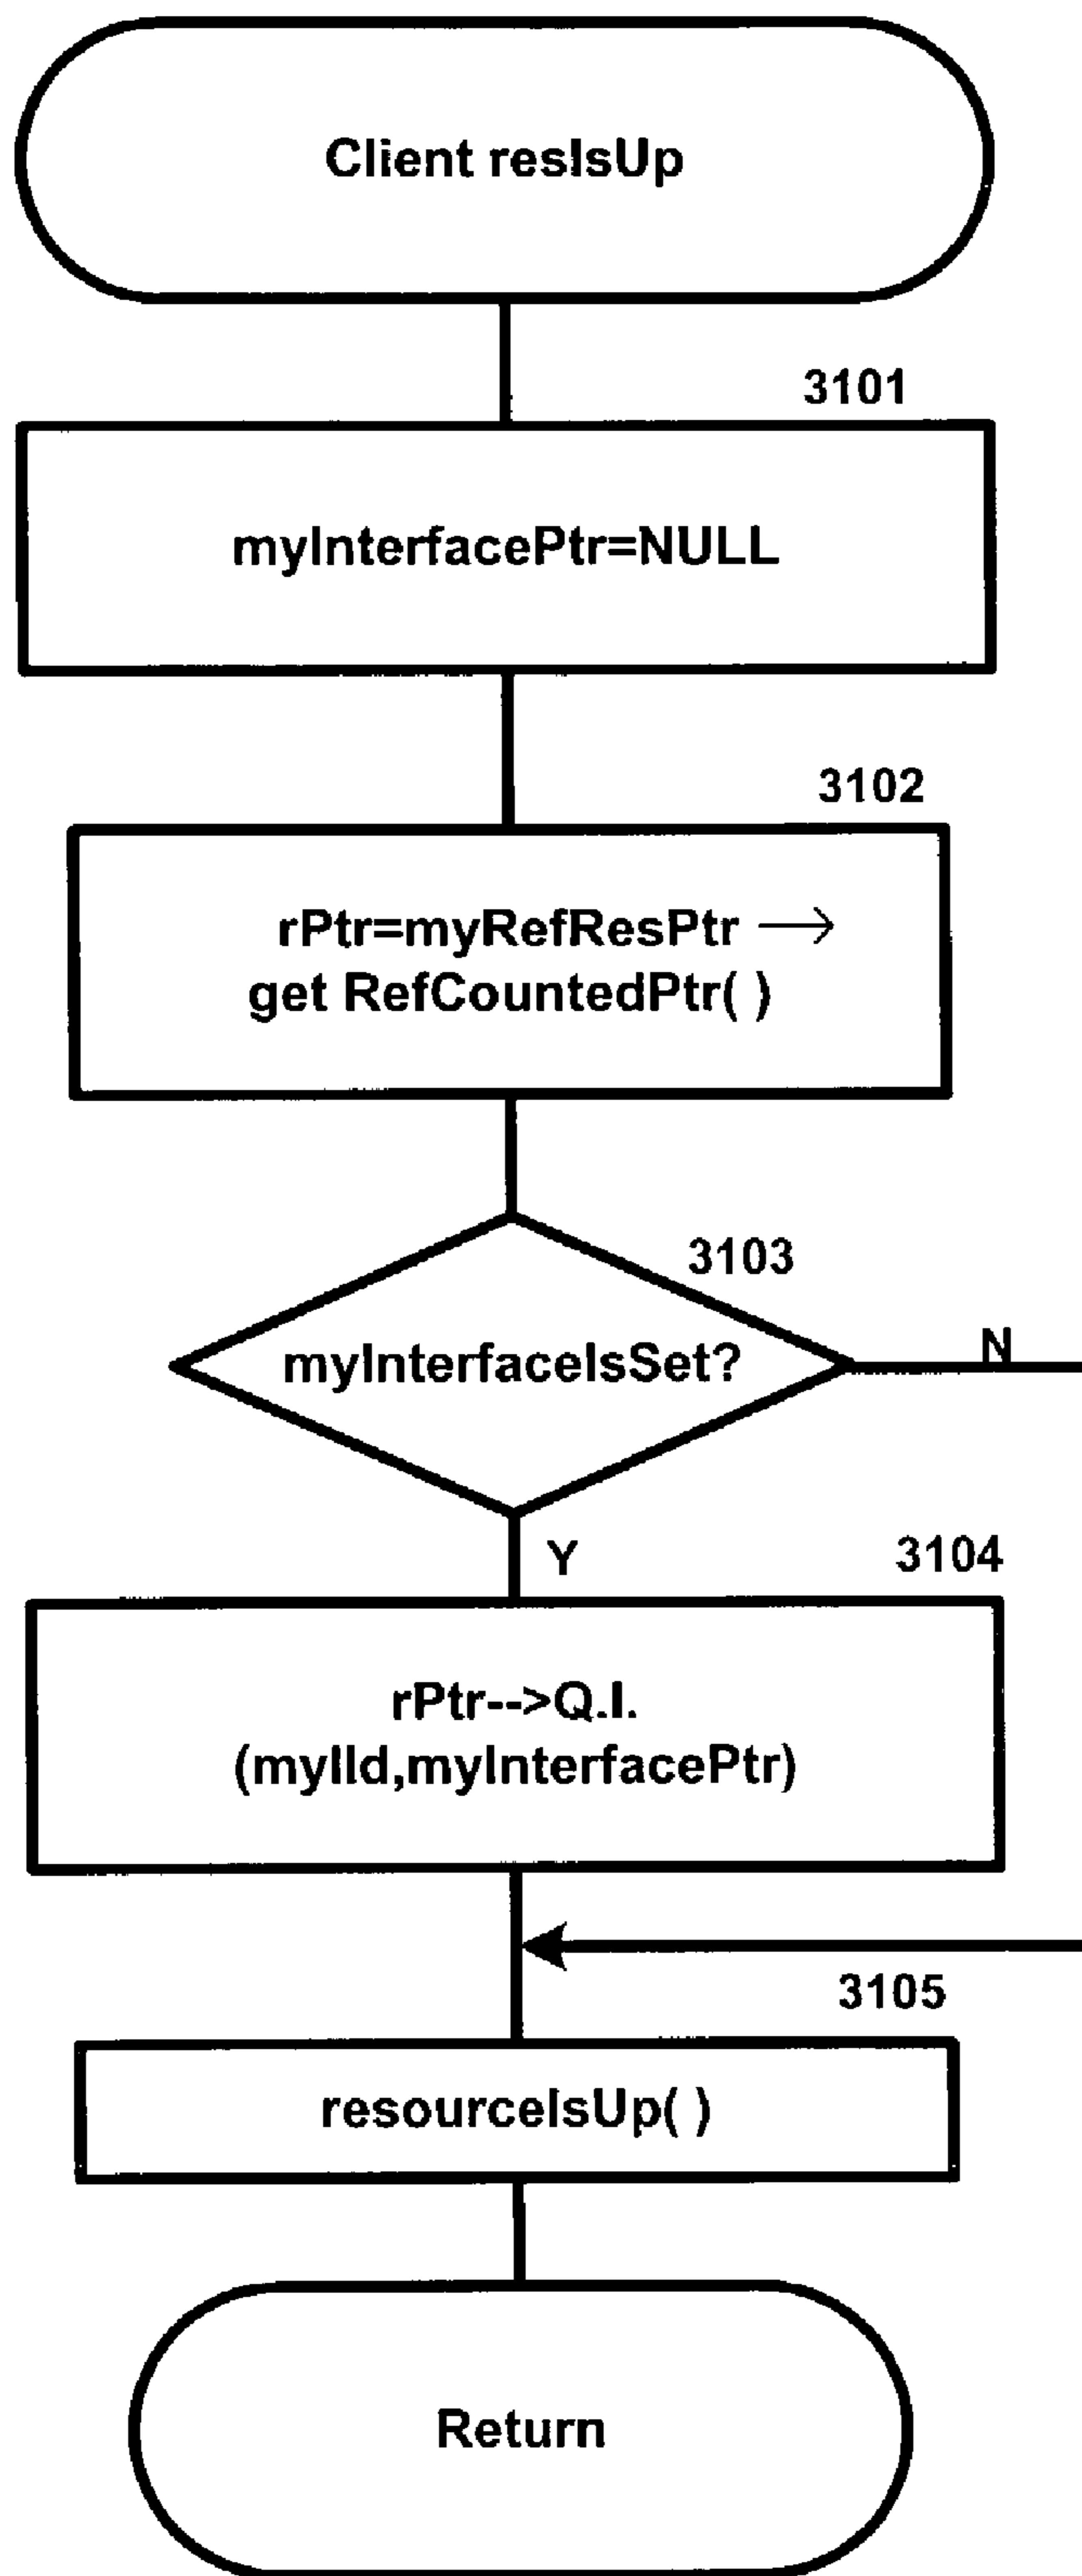 Client resIsUp
3101
myInterfacePtr=NULL
3102
rPtr=myRefResPtr →
get RefCountedPtr( )
3103
myInterfaceIsSet?
N
Y
3104
rPtr-->Q.I.
(myIId,myInterfacePtr)
3105
resourceIsUp( )
Return